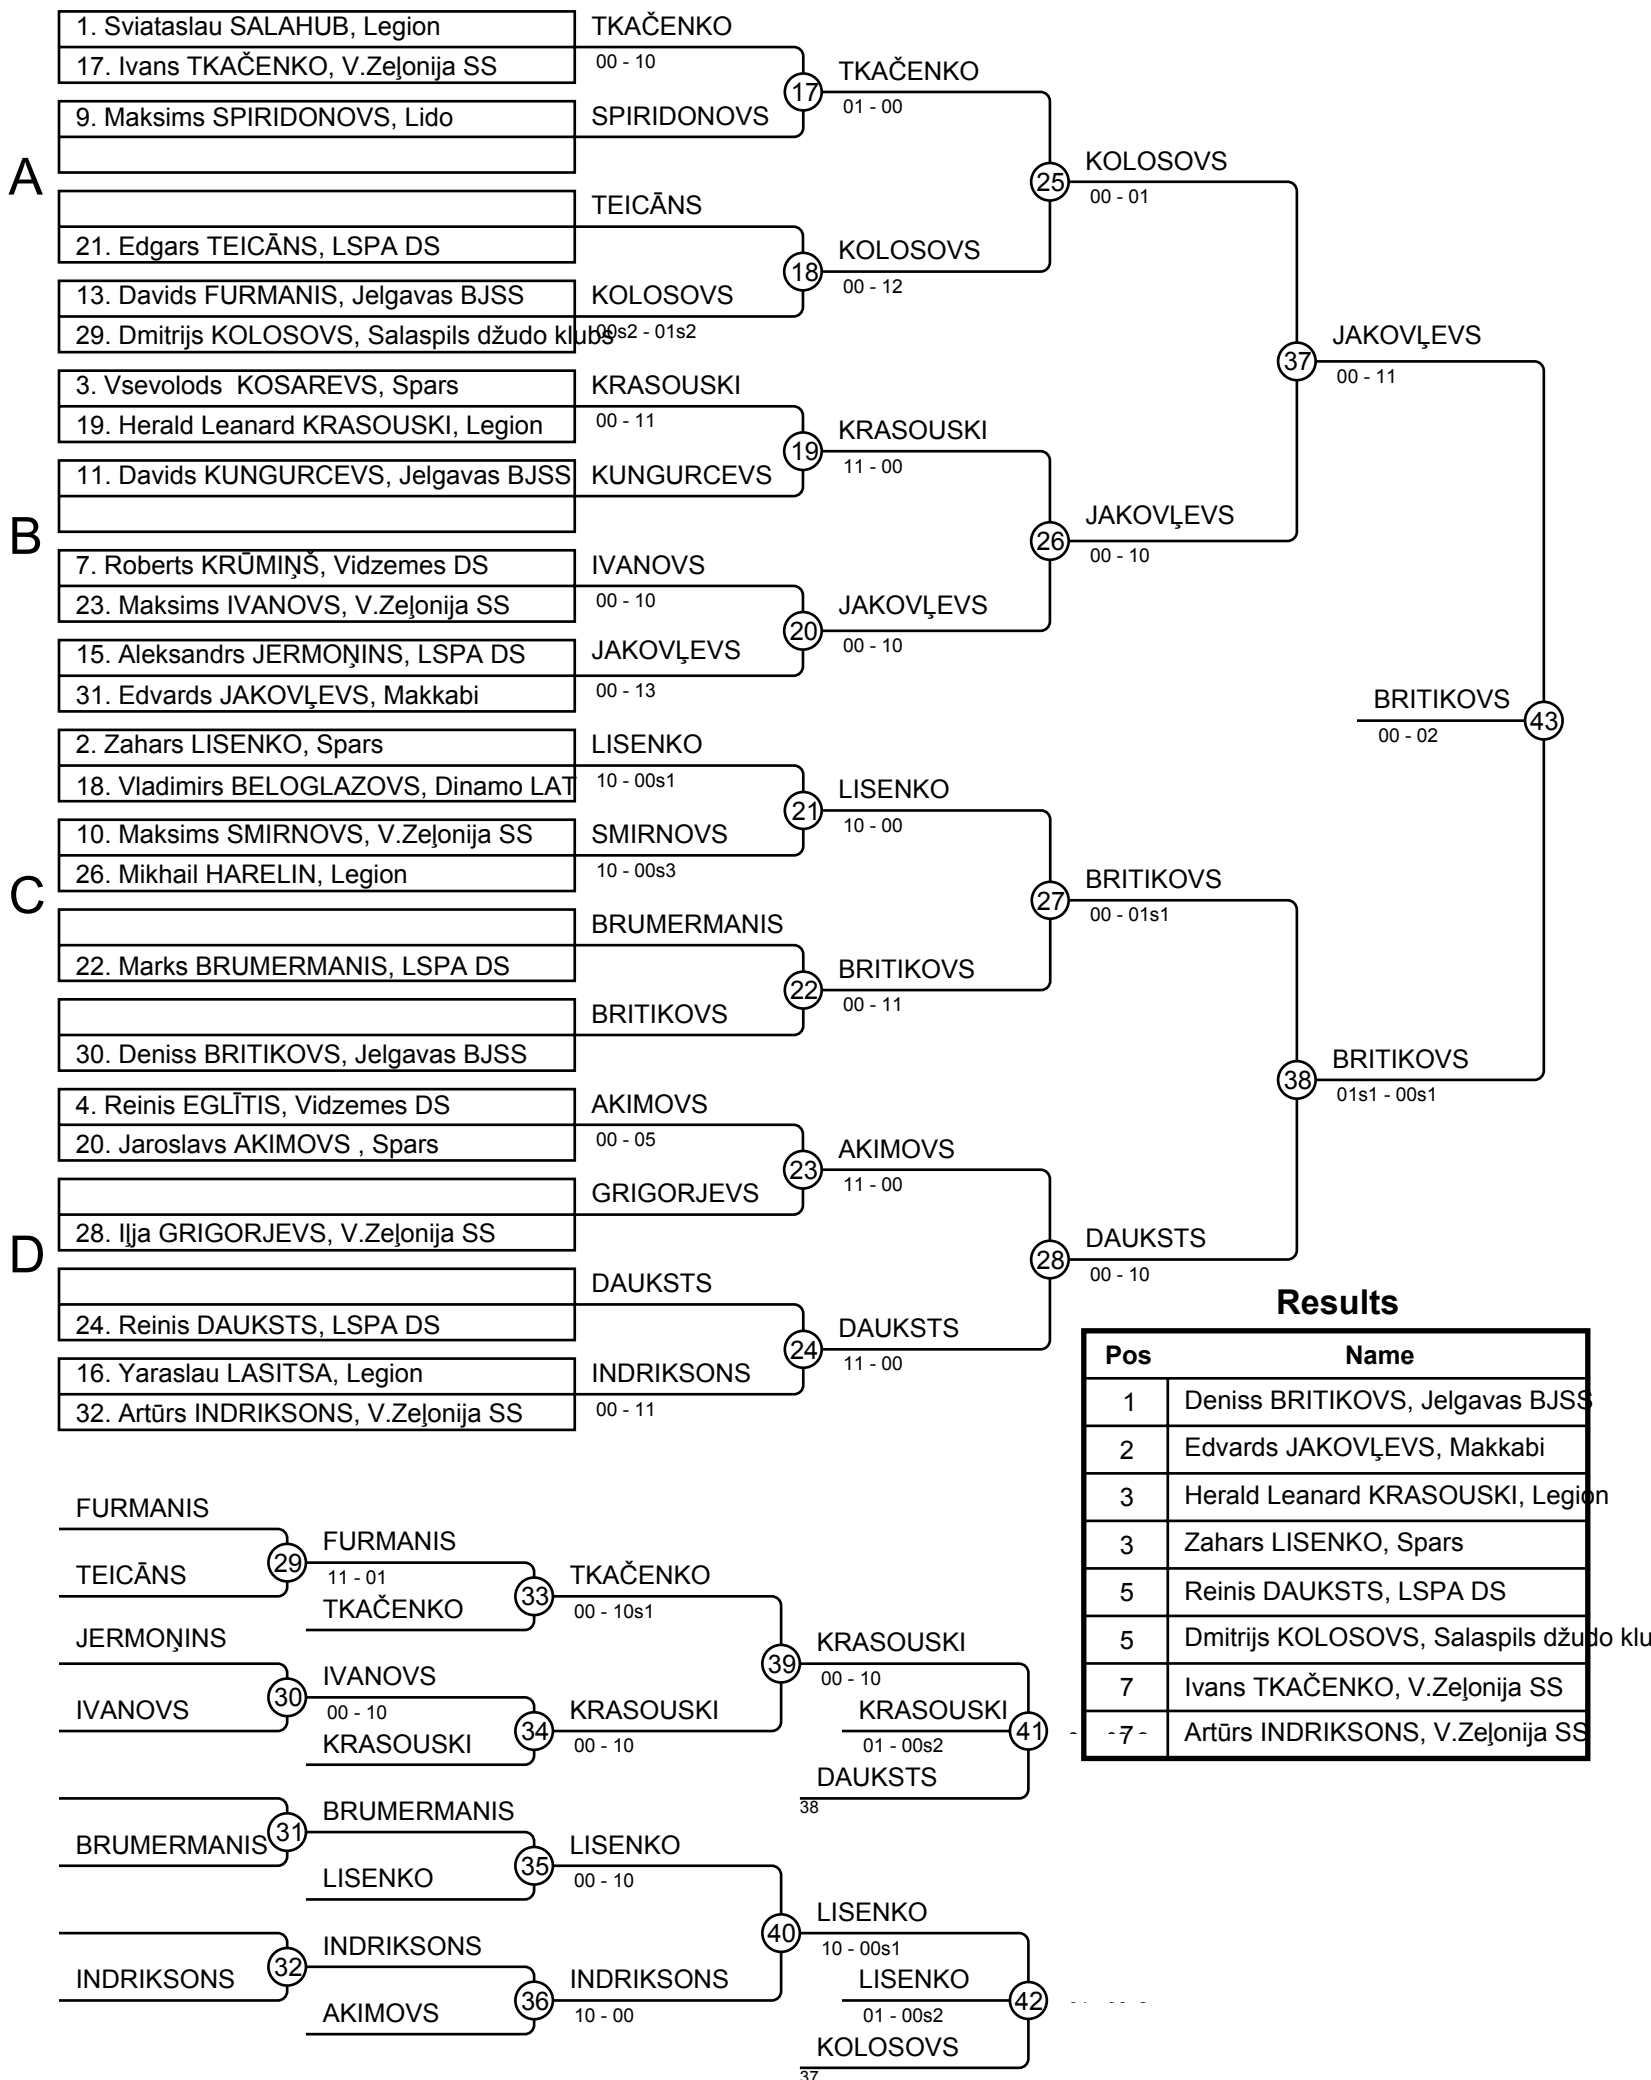 A
1. Sviataslau SALAHUB, Legion
17. Ivans TKAČENKO, V.Zeļonija SS
9. Maksims SPIRIDONOVS, Lido
21. Edgars TEICĀNS, LSPA DS
13. Davids FURMANIS, Jelgavas BJSS
29. Dmitrijs KOLOSOVS, Salaspils džudo klubs
B
3. Vsevolods  KOSAREVS, Spars
19. Herald Leanard KRASOUSKI, Legion
11. Davids KUNGURCEVS, Jelgavas BJSS
7. Roberts KRŪMIŅŠ, Vidzemes DS
23. Maksims IVANOVS, V.Zeļonija SS
15. Aleksandrs JERMOŅINS, LSPA DS
31. Edvards JAKOVĻEVS, Makkabi
C
2. Zahars LISENKO, Spars
18. Vladimirs BELOGLAZOVS, Dinamo LAT
10. Maksims SMIRNOVS, V.Zeļonija SS
26. Mikhail HARELIN, Legion
22. Marks BRUMERMANIS, LSPA DS
30. Deniss BRITIKOVS, Jelgavas BJSS
D
4. Reinis EGLĪTIS, Vidzemes DS
20. Jaroslavs AKIMOVS , Spars
28. Iļja GRIGORJEVS, V.Zeļonija SS
24. Reinis DAUKSTS, LSPA DS
16. Yaraslau LASITSA, Legion
32. Artūrs INDRIKSONS, V.Zeļonija SS
TKAČENKO
00 - 10
SPIRIDONOVS
TEICĀNS
KOLOSOVS
00s2 - 01s2
KRASOUSKI
00 - 11
KUNGURCEVS
IVANOVS
00 - 10
JAKOVĻEVS
00 - 13
LISENKO
10 - 00s1
SMIRNOVS
10 - 00s3
BRUMERMANIS
BRITIKOVS
AKIMOVS
00 - 05
GRIGORJEVS
DAUKSTS
INDRIKSONS
00 - 11
17
TKAČENKO
01 - 00
18
KOLOSOVS
00 - 12
19
KRASOUSKI
11 - 00
20
JAKOVĻEVS
00 - 10
21
LISENKO
10 - 00
22
BRITIKOVS
00 - 11
23
AKIMOVS
11 - 00
24
DAUKSTS
11 - 00
25
KOLOSOVS
00 - 01
26
JAKOVĻEVS
00 - 10
27
BRITIKOVS
00 - 01s1
28
DAUKSTS
00 - 10
37
JAKOVĻEVS
00 - 11
38
BRITIKOVS
01s1 - 00s1
BRITIKOVS
43
00 - 02
Results
Pos Name
1 Deniss BRITIKOVS, Jelgavas BJSS
2 Edvards JAKOVĻEVS, Makkabi
3 Herald Leanard KRASOUSKI, Legion
3 Zahars LISENKO, Spars
5 Reinis DAUKSTS, LSPA DS
5 Dmitrijs KOLOSOVS, Salaspils džudo klu
7 Ivans TKAČENKO, V.Zeļonija SS
7 Artūrs INDRIKSONS, V.Zeļonija SS
FURMANIS
TEICĀNS
29
FURMANIS
11 - 01
TKAČENKO
33
TKAČENKO
00 - 10s1
JERMOŅINS
IVANOVS
30
IVANOVS
00 - 10
KRASOUSKI
34
KRASOUSKI
00 - 10
39
KRASOUSKI
00 - 10
KRASOUSKI
41
01 - 00s2
DAUKSTS
38
BRUMERMANIS
31
BRUMERMANIS
LISENKO
35
LISENKO
00 - 10
INDRIKSONS
32
INDRIKSONS
AKIMOVS
36
INDRIKSONS
10 - 00
40
LISENKO
10 - 00s1
LISENKO
42
01 - 00s2
KOLOSOVS
37